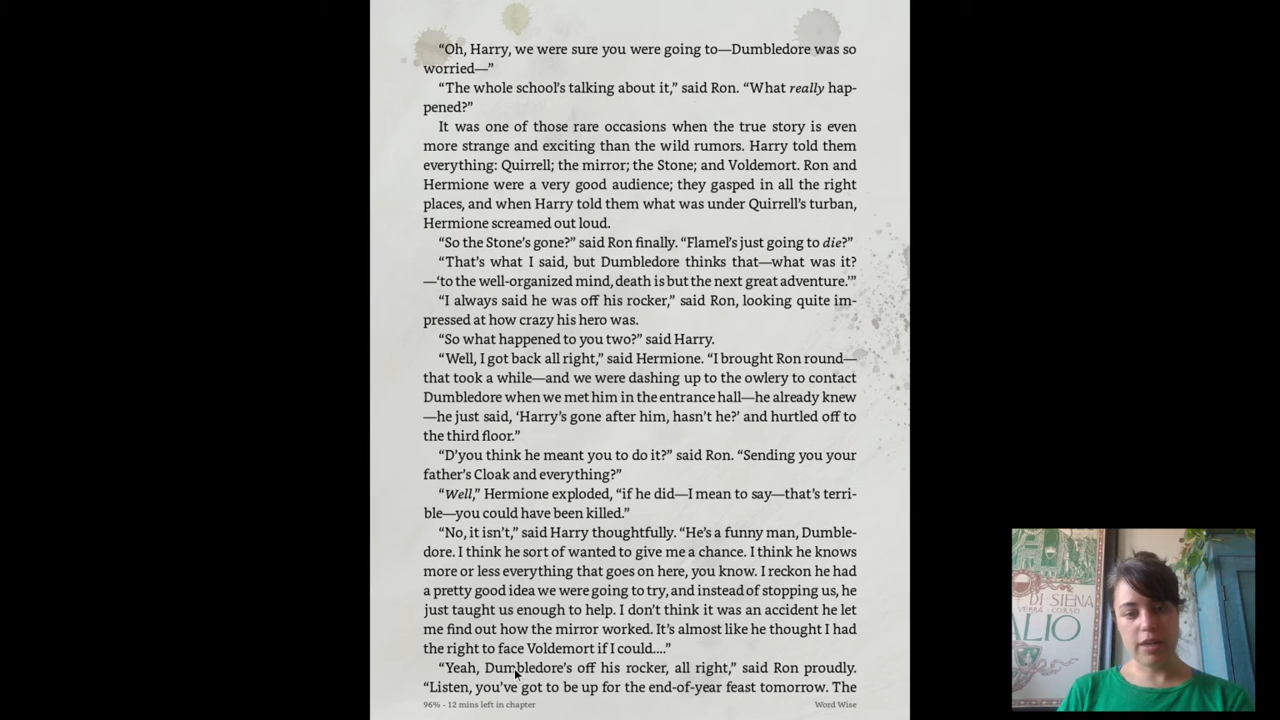 “Oh, Harry, we were sure you were going to—Dumbledore was so
worried—”
“The whole school’s talking about it,” said Ron. “What really hap-
pened?”
It was one of those rare occasions when the true story is even
more strange and exciting than the wild rumors. Harry told them
everything: Quirrell; the mirror; the Stone; and Voldemort. Ron and
Hermione were a very good audience; they gasped in all the right
places, and when Harry told them what was under Quirrell’s turban,
Hermione screamed out loud.
“So the Stone’s gone?” said Ron finally. “Flamel’s just going to die?”
“That’s what I said, but Dumbledore thinks that—what was it?
—‘to the well-organized mind, death is but the next great adventure.’”
“I always said he was off his rocker,” said Ron, looking quite im-
pressed at how crazy his hero was.
“So what happened to you two?” said Harry.
“Well, I got back all right,” said Hermione. “I brought Ron round—
that took a while—and we were dashing up to the owlery to contact
Dumbledore when we met him in the entrance hall—he already knew
—he just said, ‘Harry’s gone after him, hasn’t he?’ and hurtled off to
the third floor.”
“D’you think he meant you to do it?” said Ron. “Sending you your
father’s Cloak and everything?”
“Well,” Hermione exploded, “if he did—I mean to say—that’s terri-
ble—you could have been killed.”
“No, it isn’t,” said Harry thoughtfully. “He’s a funny man, Dumble-
dore. I think he sort of wanted to give me a chance. I think he knows
more or less everything that goes on here, you know. I reckon he had
a pretty good idea we were going to try, and instead of stopping us, he
just taught us enough to help. I don’t think it was an accident he let
me find out how the mirror worked. It’s almost like he thought I had
the right to face Voldemort if I could....”
“Yeah, Dumbledore’s off his rocker, all right,” said Ron proudly.
“Listen, you’ve got to be up for the end-of-year feast tomorrow. The
96% - 12 mins left in chapter
Word Wise
DI SIENA
VERRA CORSO
ALIO